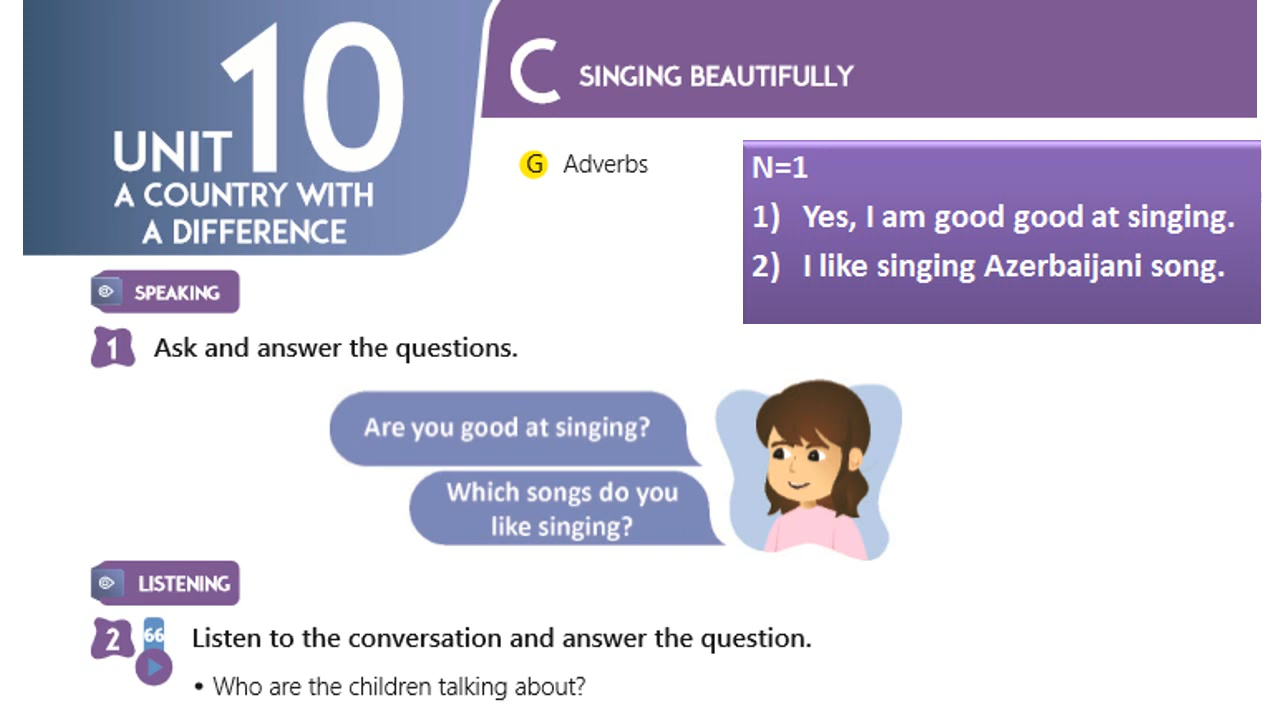 UNIT 10
A COUNTRY WITH
A DIFFERENCE
C SINGING BEAUTIFULLY
G Adverbs
N=1
1) Yes, I am good good at singing.
2) I like singing Azerbaijani song.
SPEAKING
1 Ask and answer the questions.
Are you good at singing?
Which songs do you
like singing?
LISTENING
2 66 Listen to the conversation and answer the question.
• Who are the children talking about?